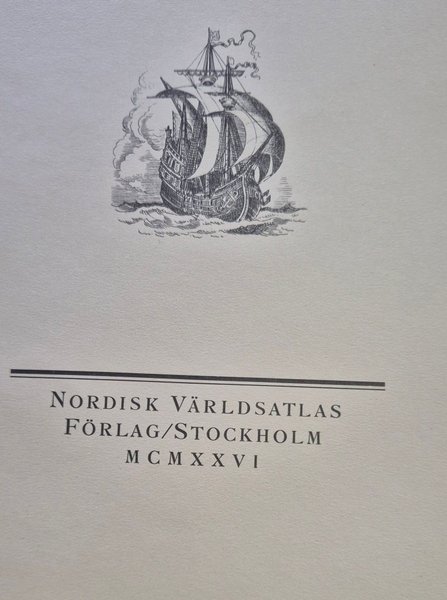 NORDISK VÄRLDSATLAS
FÖRLAG/STOCKHOLM
MCMXXVI